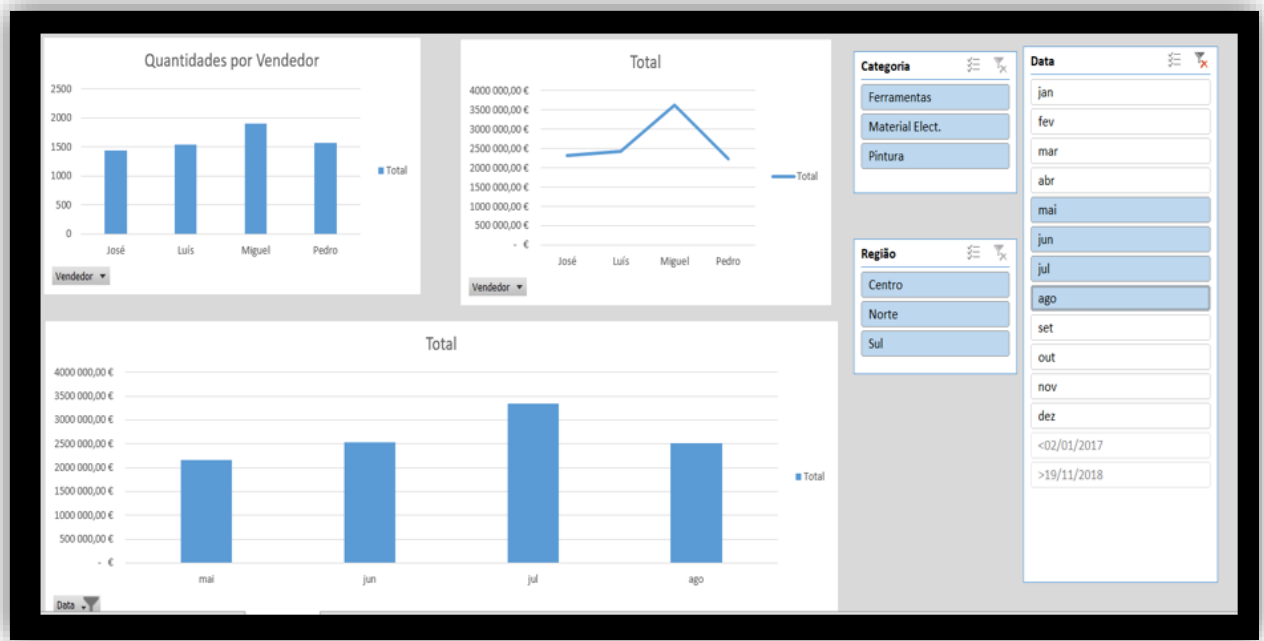 Quantidades por Vendedor
2500
2000
1500
1000
500
0
José Luís Miguel Pedro
Total
Vendedor
Total
4000 000,00 €
3500 000,00 €
3000 000,00 €
2500 000,00 €
2000 000,00 €
1500 000,00 €
1000 000,00 €
500 000,00 €
- €
José Luís Miguel Pedro
Total
Vendedor
Categoria
Ferramentas
Material Elect.
Pintura
Região
Centro
Norte
Sul
Data
jan
fev
mar
abr
mai
jun
jul
ago
set
out
nov
dez
<02/01/2017
>19/11/2018
Total
4000 000,00 €
3500 000,00 €
3000 000,00 €
2500 000,00 €
2000 000,00 €
1500 000,00 €
1000 000,00 €
500 000,00 €
- €
mai jun jul ago
Total
Data